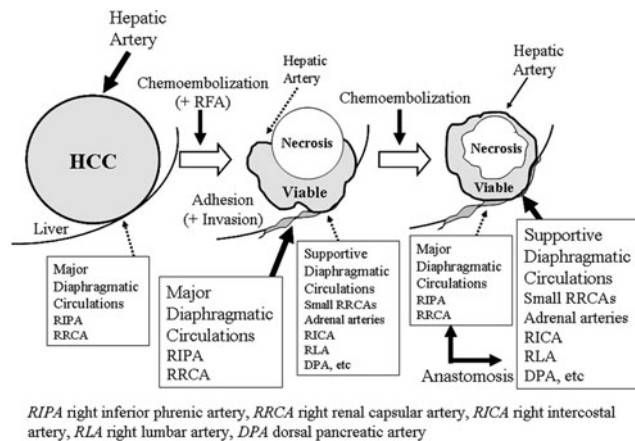 Hepatic
Artery
Chemoembolization
(+ RFA)
HCC
Liver
Adhesion
(+ Invasion)
Major
Diaphragmatic
Circulations
RIPA
RRCA
Hepatic
Artery
Necrosis
Viable
Major
Diaphragmatic
Circulations
RIPA
RRCA
Supportive
Diaphragmatic
Circulations
Small RRCAs
Adrenal arteries
RICA
RLA
DPA, etc
Chemoembolization
Hepatic
Artery
Necrosis
Viable
Major
Diaphragmatic
Circulations
RIPA
RRCA
Anastomosis
Supportive
Diaphragmatic
Circulations
Small RRCAs
Adrenal arteries
RICA
RLA
DPA, etc
RIPA right inferior phrenic artery, RRCA right renal capsular artery, RICA right intercostal
artery, RLA right lumbar artery, DPA dorsal pancreatic artery